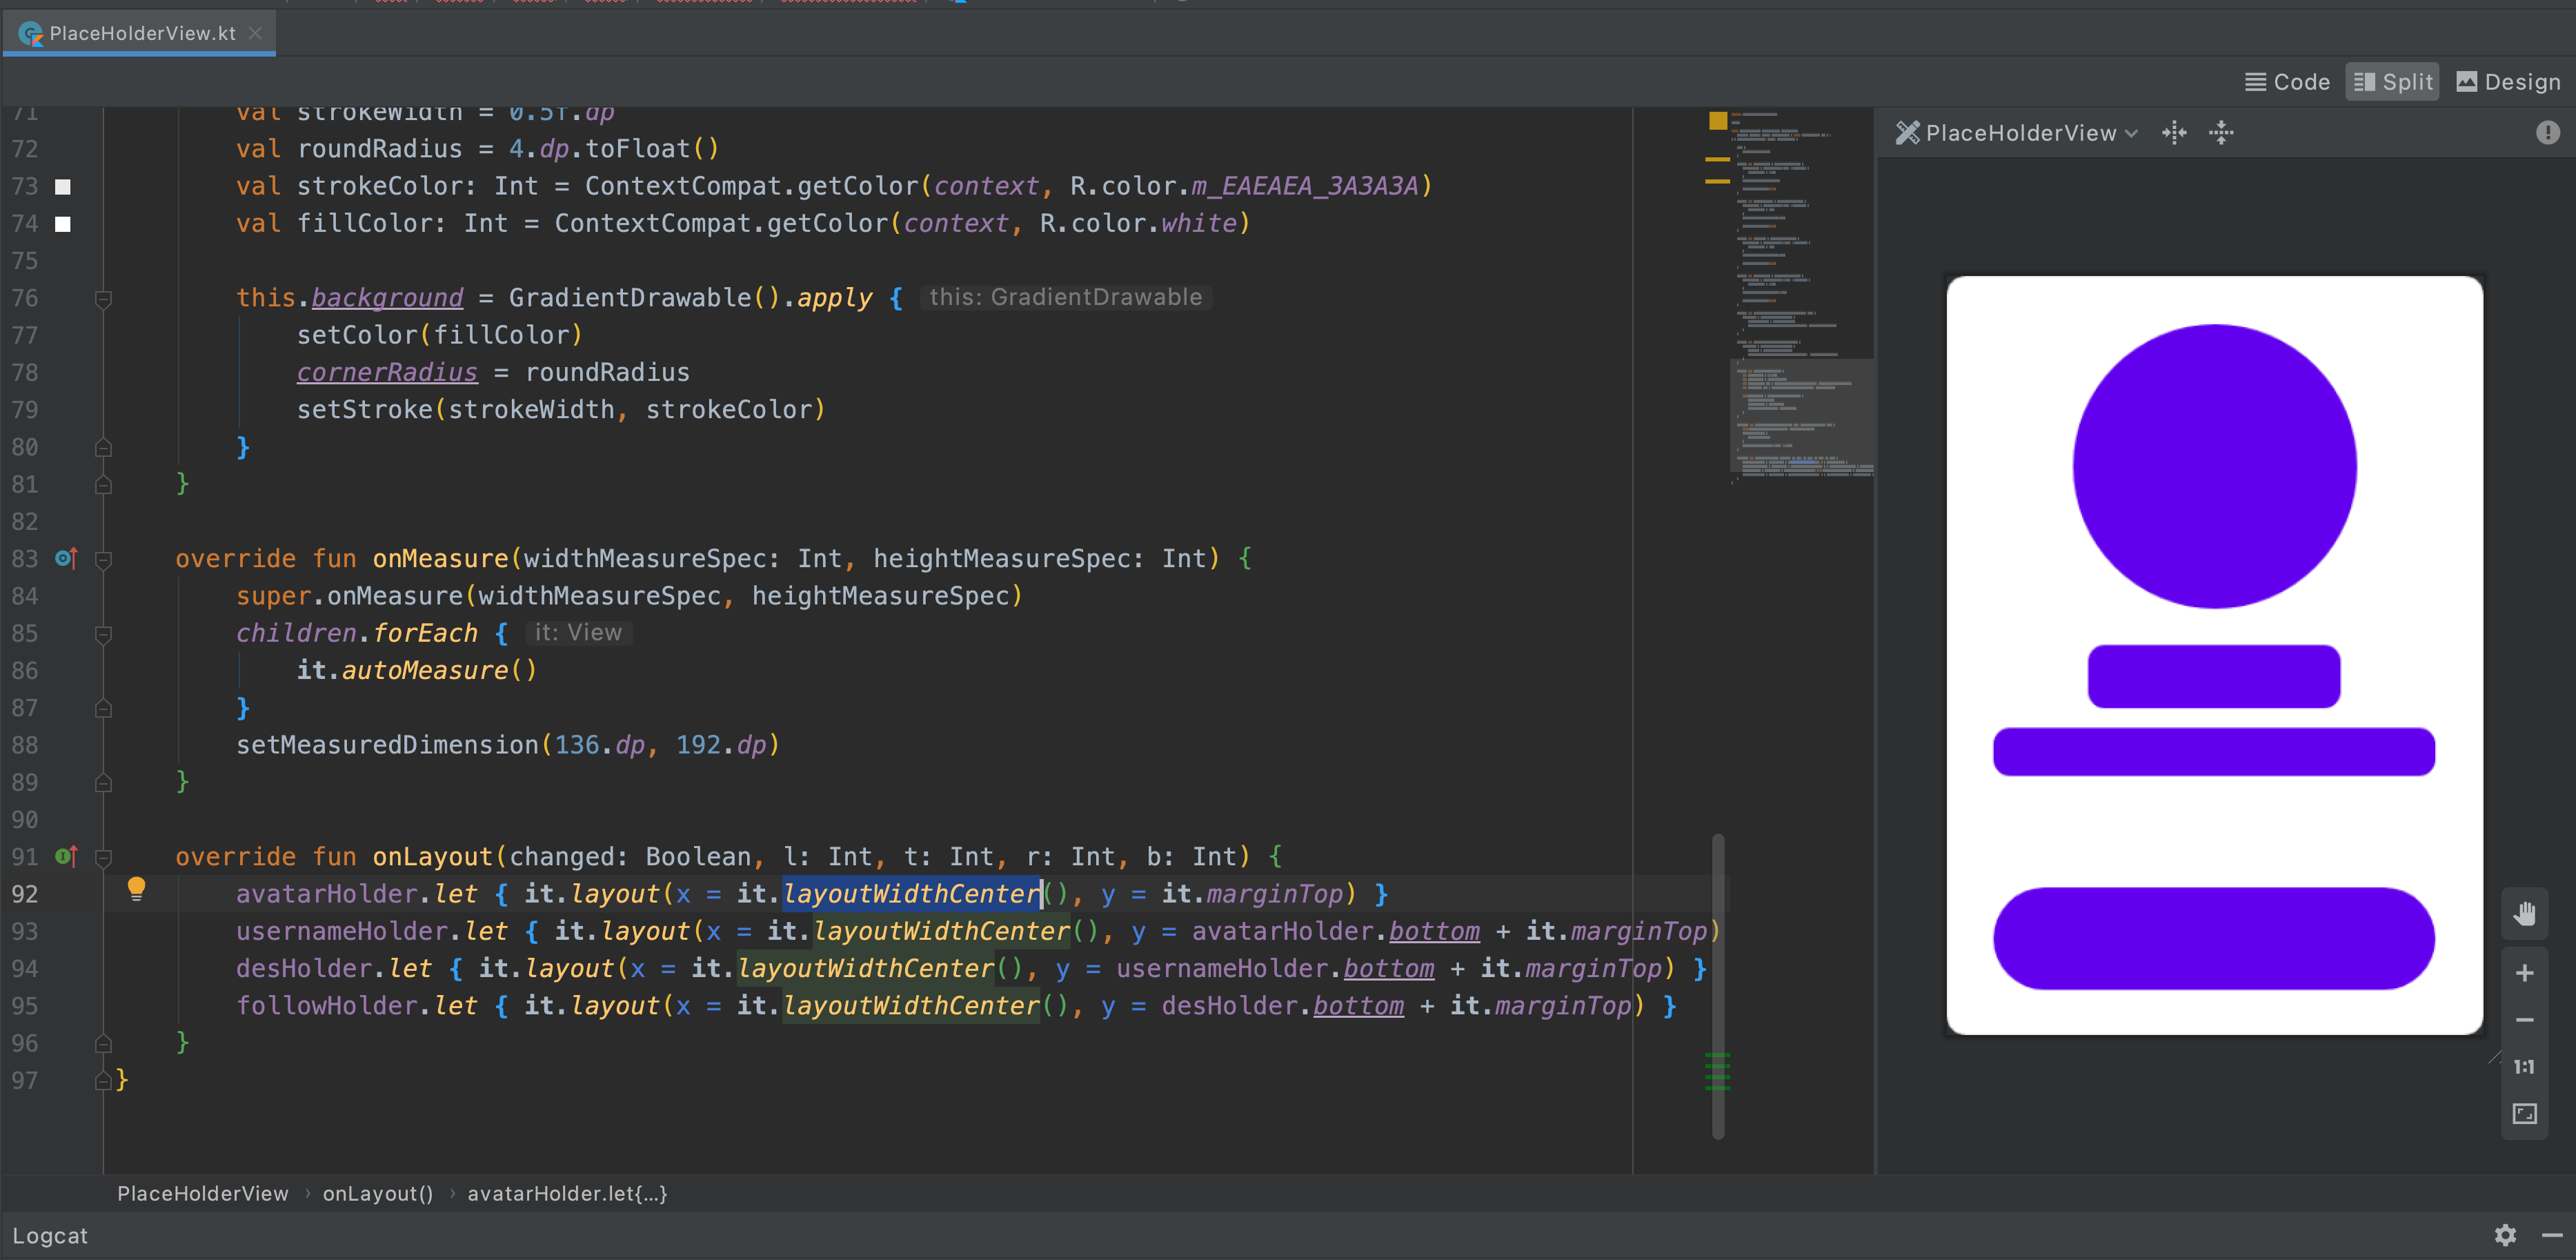 PlaceHolderView.kt
Code Split Design
71 val strokeWidth = 0.5f.dp
72 val roundRadius = 4.dp.toFloat()
73 val strokeColor: Int = ContextCompat.getColor(context, R.color.m_EAEAEA_3A3A3A)
74 val fillColor: Int = ContextCompat.getColor(context, R.color.white)
75
76 this.background = GradientDrawable().apply { this: GradientDrawable
77 setColor(fillColor)
78 cornerRadius = roundRadius
79 setStroke(strokeWidth, strokeColor)
80 }
81 }
82
83 override fun onMeasure(widthMeasureSpec: Int, heightMeasureSpec: Int) {
84 super.onMeasure(widthMeasureSpec, heightMeasureSpec)
85 children.forEach { it: View
86 it.autoMeasure()
87 }
88 setMeasuredDimension(136.dp, 192.dp)
89 }
90
91 override fun onLayout(changed: Boolean, l: Int, t: Int, r: Int, b: Int) {
92 avatarHolder.let { it.layout(x = it.layoutWidthCenter(), y = it.marginTop) }
93 usernameHolder.let { it.layout(x = it.layoutWidthCenter(), y = avatarHolder.bottom + it.marginTop)
94 desHolder.let { it.layout(x = it.layoutWidthCenter(), y = usernameHolder.bottom + it.marginTop) }
95 followHolder.let { it.layout(x = it.layoutWidthCenter(), y = desHolder.bottom + it.marginTop) }
96 }
97 }
PlaceHolderView
1:1
PlaceHolderView › onLayout() › avatarHolder.let{...}
Logcat